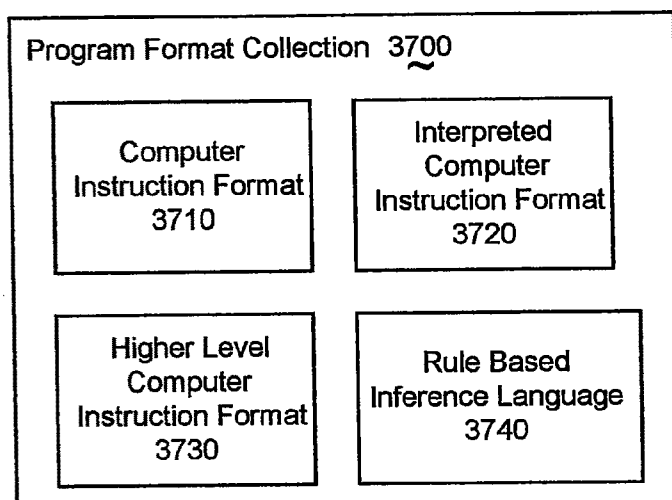 Program Format Collection 3700
Computer
Instruction Format
3710
Interpreted
Computer
Instruction Format
3720
Higher Level
Computer
Instruction Format
3730
Rule Based
Inference Language
3740